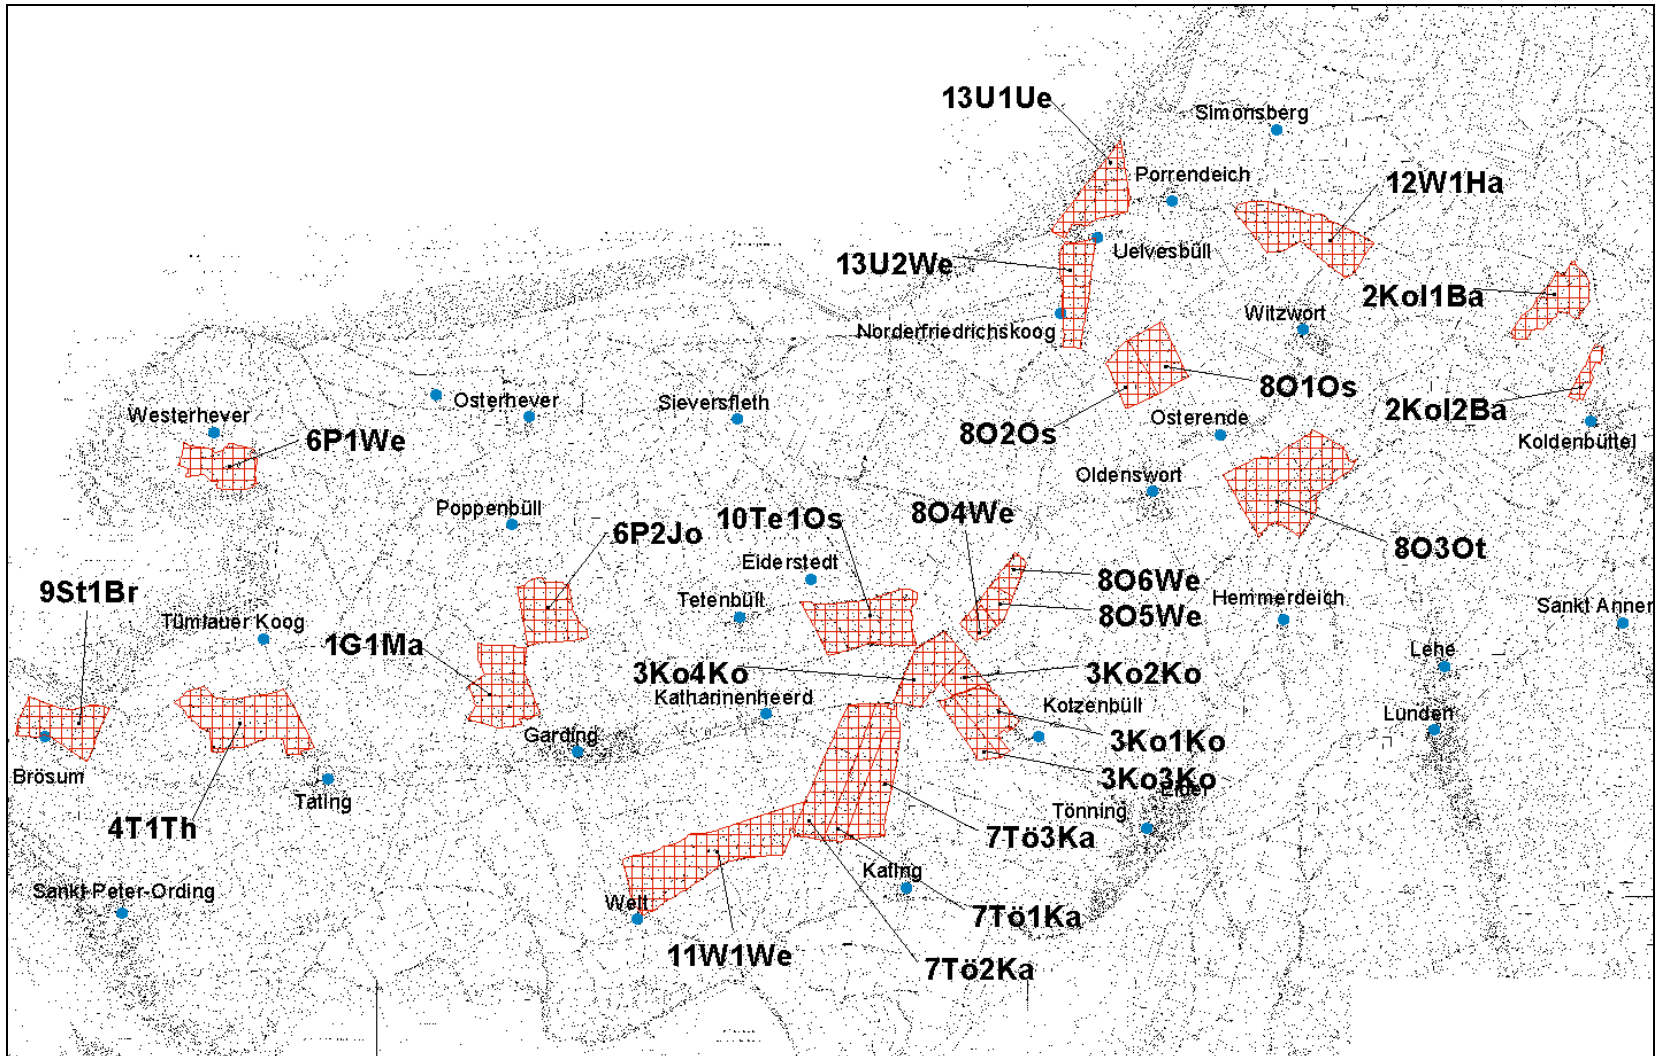 13U1Ue
Simonsberg
Porrendeich
12W1Ha
Uelvesbüll
13U2We
2Kol1Ba
Witzwort
Norderfriedrichskoog
8O1Os
Osterhever
Sieversfleth
Westerhever
2Kol2Ba
Osterende
8O2Os
6P1We
Koldenbüttel
Oldenswort
Poppenbüll
8O4We
10Te1Os
6P2Jo
8O3Ot
Eiderstedt
8O6We
9St1Br
Tetenbüll
Hemmerdeich
Sankt Anner
8O5We
Tümlauer Koog
1G1Ma
Lehe
3Ko4Ko
3Ko2Ko
Katharinenheerd
Kotzenbüll
Lunden
Garding
3Ko1Ko
Brösum
3Ko3Ko
Eider
Tating
Tönning
4T1Th
7Tö3Ka
Kating
Sankt Peter-Ording
Welt
7Tö1Ka
11W1We
7Tö2Ka